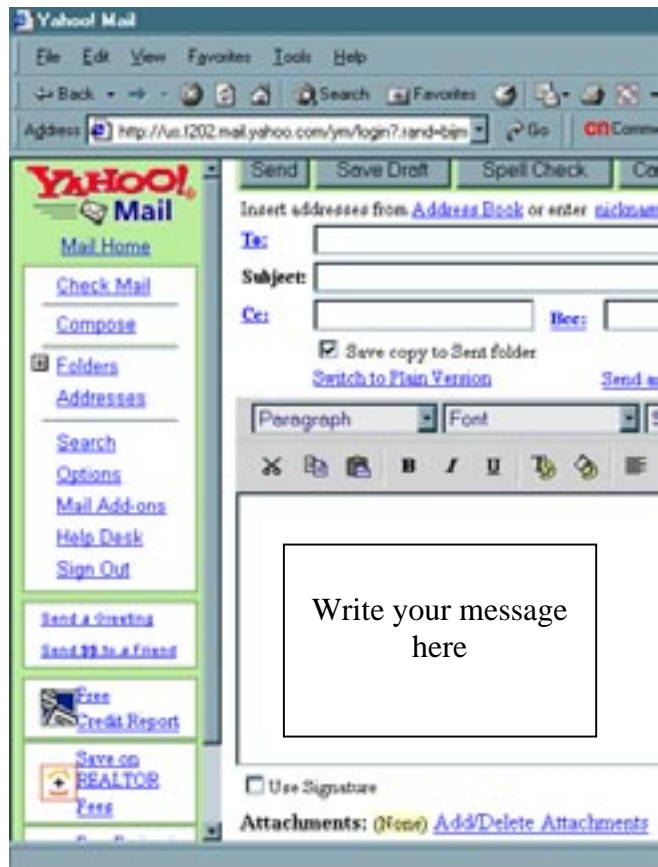 Yahoo! Mail
File Edit View Favorites Tools Help
Back Search Favorites
Address http://us.f202.mail.yahoo.com/ym/login?.rand=bjm Go
YAHOO! Mail
Mail Home
Check Mail
Compose
Folders
Addresses
Search
Options
Mail Add-ons
Help Desk
Sign Out
Send a Greeting
Send $$ to a Friend
Free
Credit Report
Save on
REALTOR
Fees
Send Save Draft Spell Check
Insert addresses from Address Book or enter
To:
Subject:
Cc: Bcc:
Save copy to Sent folder
Switch to Plain Version Send
Paragraph Font
B I U
Write your message
here
Use Signature
Attachments: (None) Add/Delete Attachments